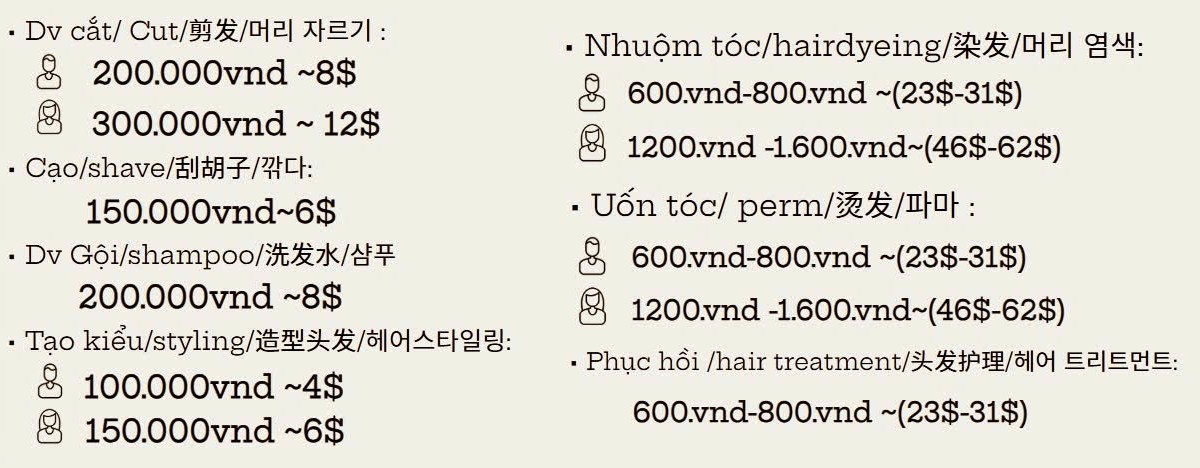 ▪ Dv cắt/ Cut/剪发/머리 자르기 :
200.000vnd ~8$
300.000vnd ~ 12$
▪ Cạo/shave/刮胡子/깎다:
150.000vnd~6$
▪ Dv Gội/shampoo/洗发水/샴푸
200.000vnd ~8$
▪ Tạo kiểu/styling/造型头发/헤어스타일링:
100.000vnd ~4$
150.000vnd ~6$
▪ Nhuộm tóc/hairdyeing/染发/머리 염색:
600.vnd-800.vnd ~(23$-31$)
1200.vnd -1.600.vnd~(46$-62$)
▪ Uốn tóc/ perm/烫发/파마 :
600.vnd-800.vnd ~(23$-31$)
1200.vnd -1.600.vnd~(46$-62$)
▪ Phục hồi /hair treatment/头发护理/헤어 트리트먼트:
600.vnd-800.vnd ~(23$-31$)